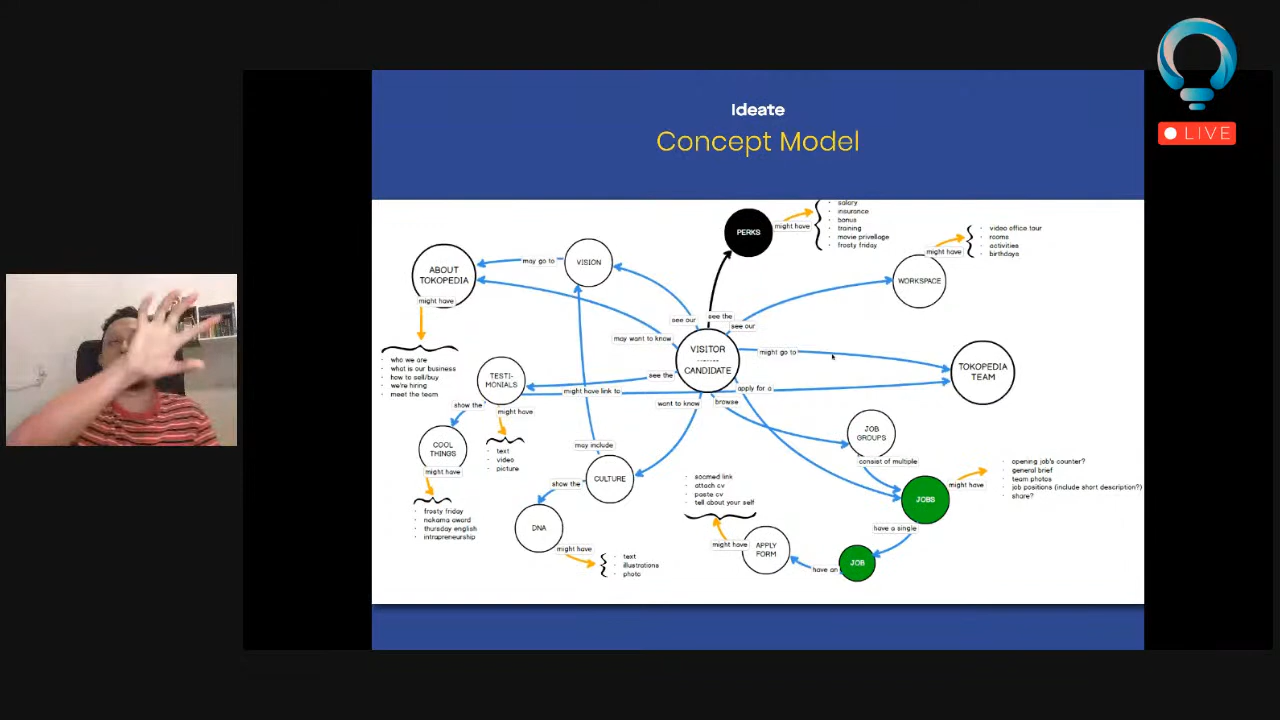 LIVE
Ideate
Concept Model
PERKS
might have
salary
insurance
bonus
training
movie privellage
frosty friday
WORKSPACE
might have
video office tour
rooms
activities
birthdays
ABOUT
TOKOPEDIA
might have
who we are
what is our business
how to sell/buy
we're hiring
meet the team
may go to
VISION
see our
see the
see our
may want to know
VISITOR
CANDIDATE
might go to
TOKOPEDIA
TEAM
see the
might have link to
apply for a
want to know
browse
TESTI-
MONIALS
show the
might have
text
video
picture
COOL
THINGS
might have
frosty friday
nakama award
thursday english
intrapreneurship
may include
CULTURE
show the
DNA
might have
text
illustrations
photo
JOB
GROUPS
consist of multiple
JOBS
might have
opening job's counter?
general brief
team photos
job positions (include short description?)
share?
have a single
JOB
have an
APPLY
FORM
might have
socmed link
attach cv
paste cv
tell about your self